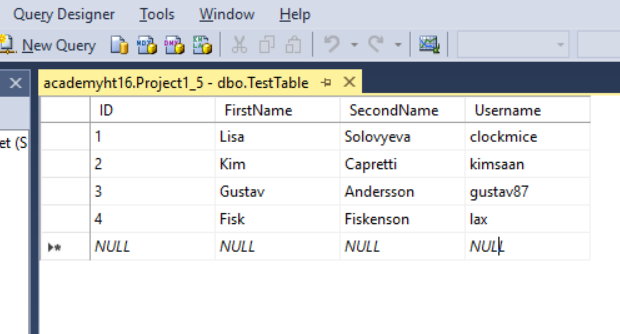 Query Designer Tools Window Help
New Query
academyht16.Project1_5 - dbo.TestTable
ID FirstName SecondName Username
et (S
1 Lisa Solovyeva clockmice
2 Kim Capretti kimsaan
3 Gustav Andersson gustav87
4 Fisk Fiskenson lax
NULL NULL NULL NULL